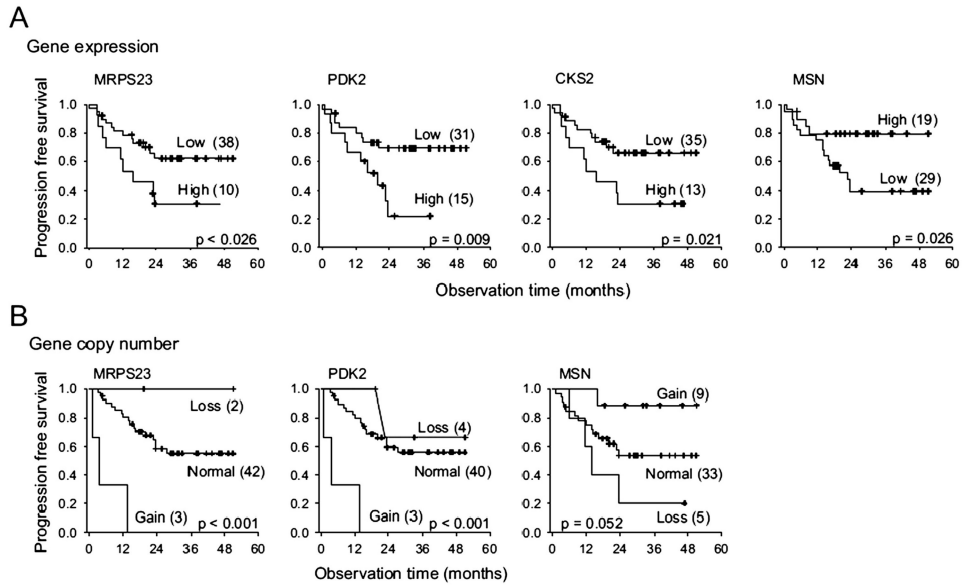 A
Gene expression
MRPS23 PDK2 CKS2 MSN
Progression free survival
1.0 1.0 1.0 1.0
0.8 0.8 0.8 0.8
0.6 0.6 0.6 0.6
0.4 0.4 0.4 0.4
0.2 0.2 0.2 0.2
0.0 0.0 0.0 0.0
Low (38) Low (31) Low (35) High (19)
High (10) High (15) High (13) Low (29)
p < 0.026 p = 0.009 p = 0.021 p = 0.026
0 12 24 36 48 60 0 12 24 36 48 60 0 12 24 36 48 60 0 12 24 36 48 60
Observation time (months)
B
Gene copy number
MRPS23 PDK2 MSN
Progression free survival
1.0 1.0 1.0
0.8 0.8 0.8
0.6 0.6 0.6
0.4 0.4 0.4
0.2 0.2 0.2
0.0 0.0 0.0
Loss (2) Loss (4) Gain (9)
Normal (42) Normal (40) Normal (33)
Gain (3) Gain (3) Loss (5)
p < 0.001 p < 0.001 p = 0.052
0 12 24 36 48 60 0 12 24 36 48 60 0 12 24 36 48 60
Observation time (months)